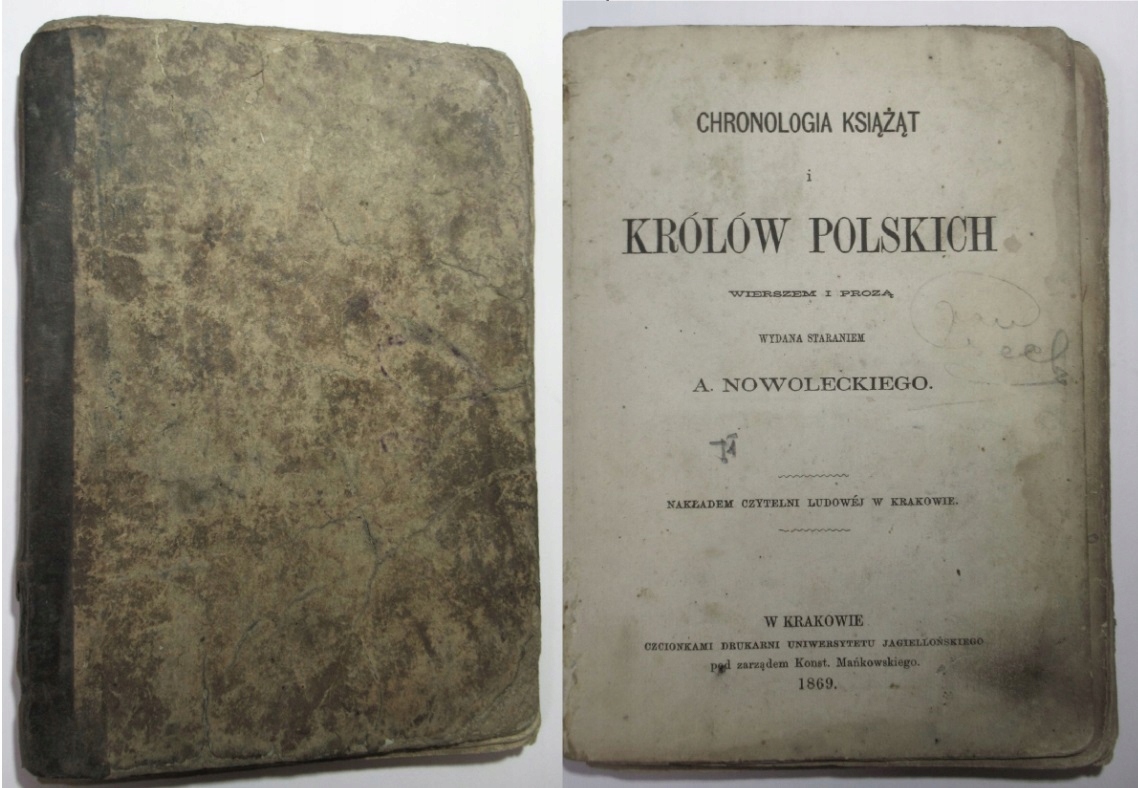 CHRONOLOGIA KSIĄŻĄT
i
KRÓLÓW POLSKICH
WIERSZEM I PROZĄ
WYDANA STARANIEM
A. NOWOLECKIEGO.
NAKŁADEM CZYTELNI LUDOWÉJ W KRAKOWIE.
W KRAKOWIE
CZCIONKAMI DRUKARNI UNIWERSYTETU JAGIELLOŃSKIEGO
pod zarządem Konst. Mańkowskiego.
1869.